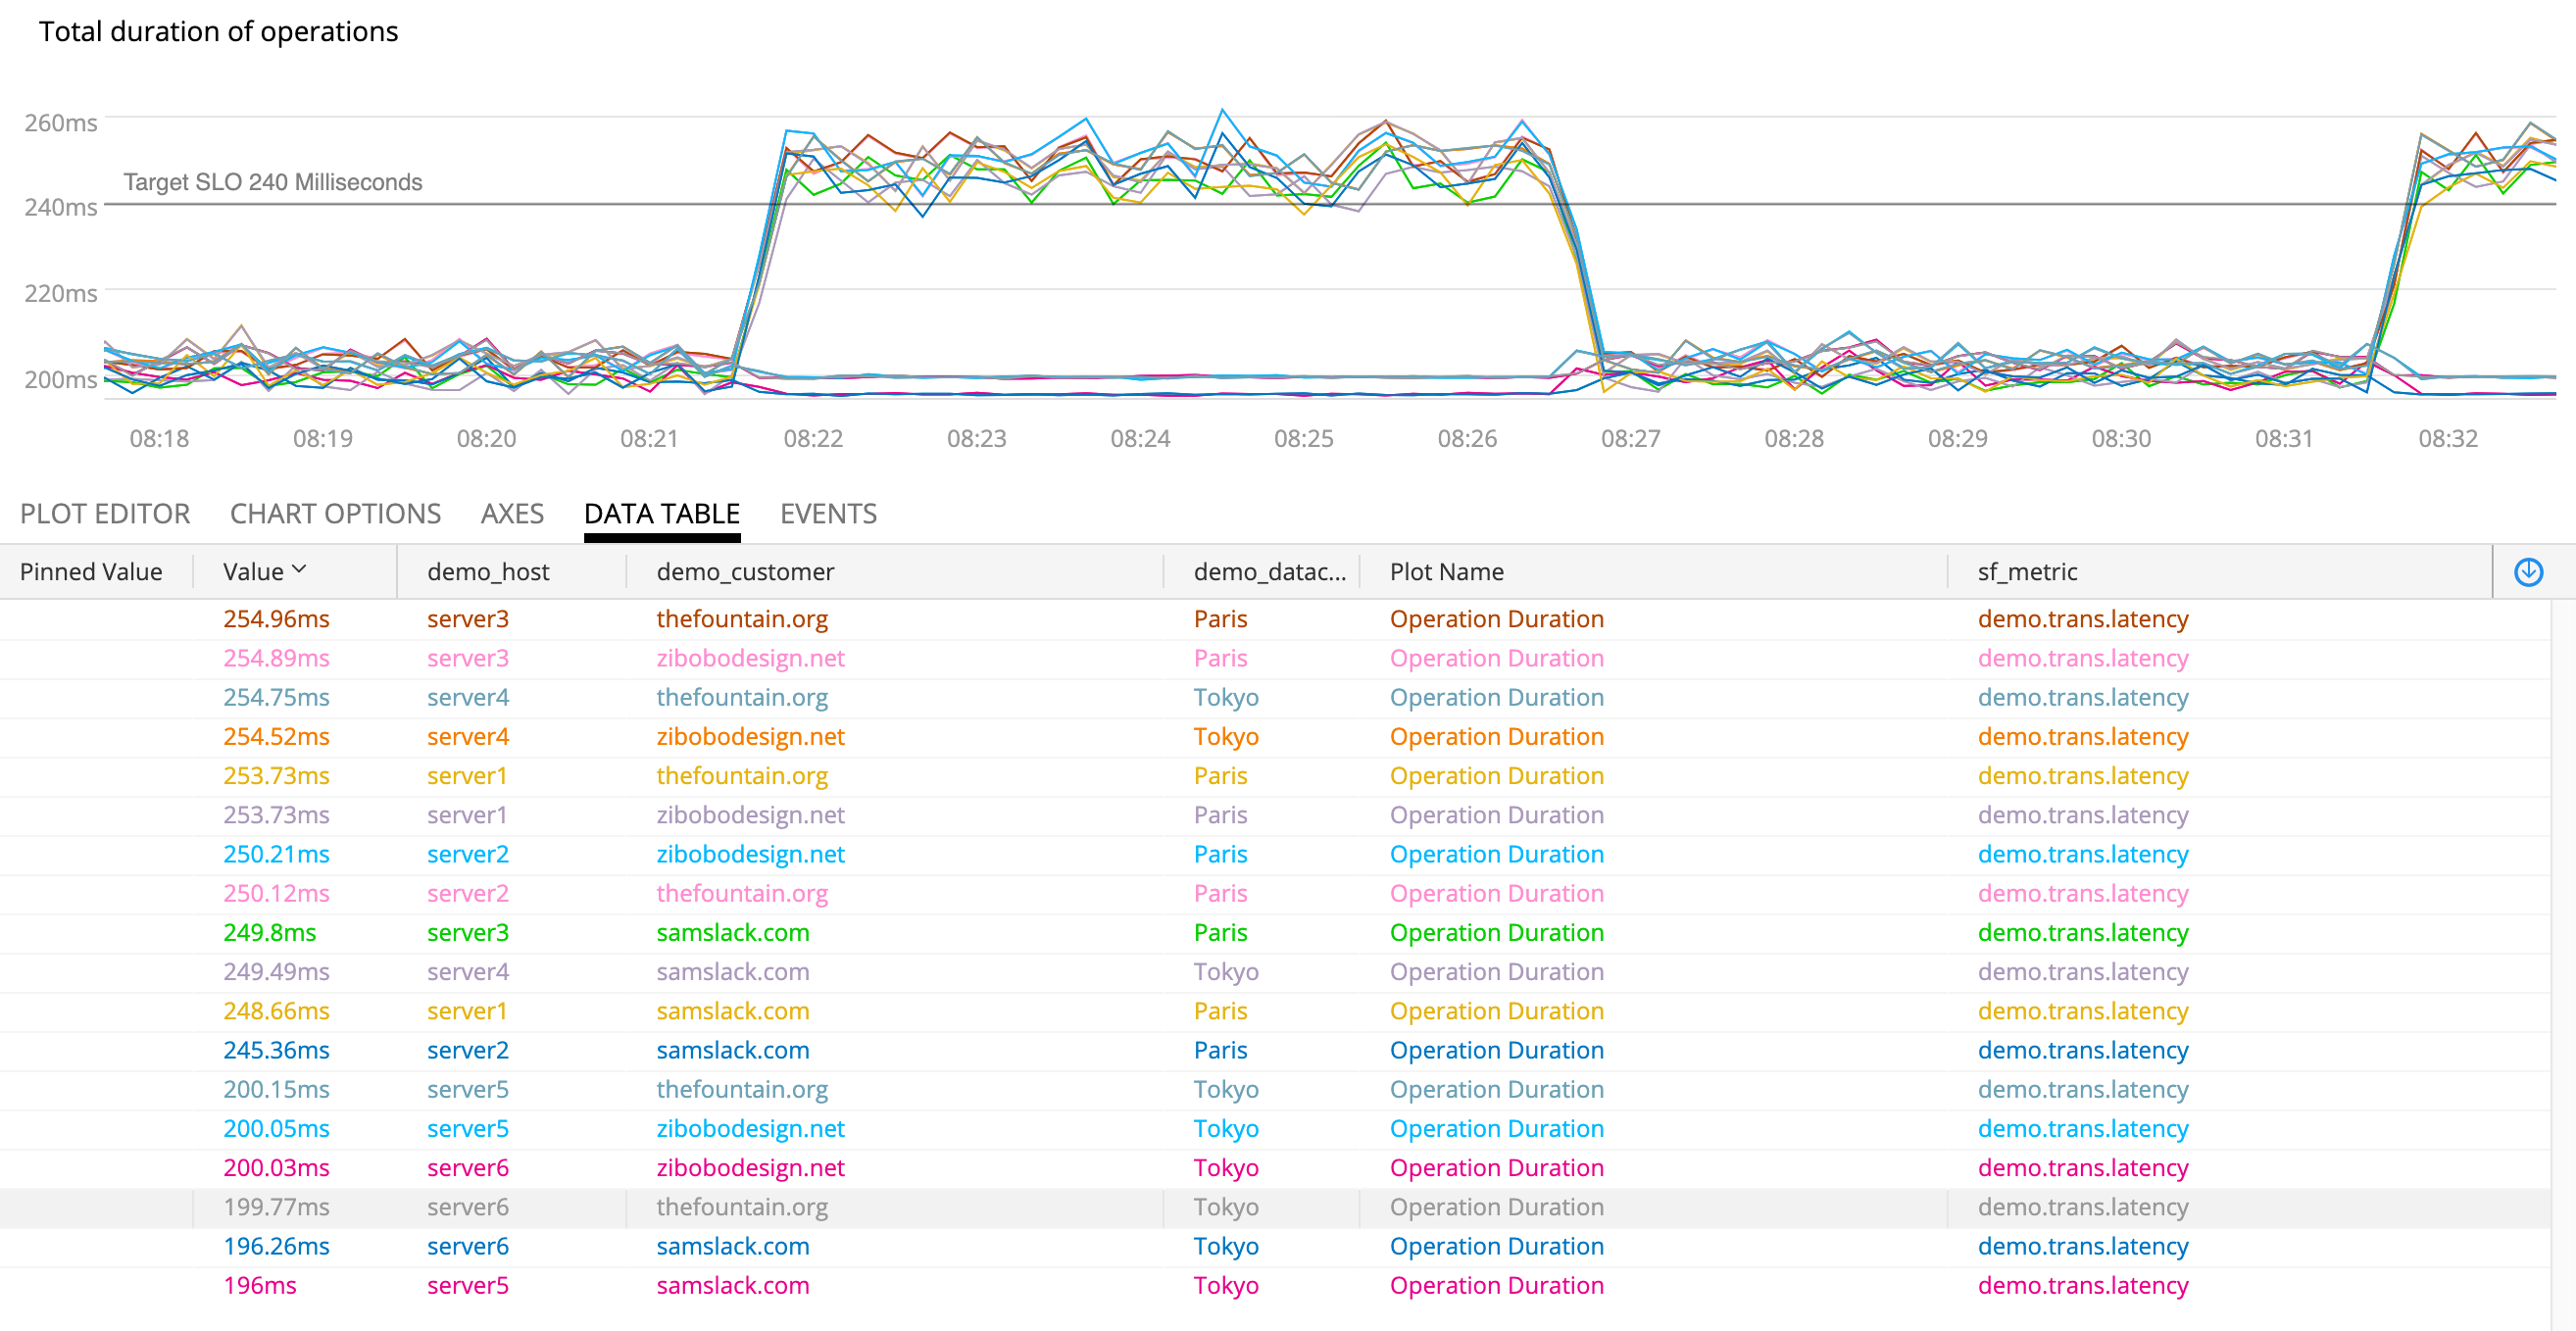 Total duration of operations
260ms
Target SLO 240 Milliseconds
240ms
220ms
200ms
08:18 08:19 08:20 08:21 08:22 08:23 08:24 08:25 08:26 08:27 08:28 08:29 08:30 08:31 08:32
PLOT EDITOR CHART OPTIONS AXES DATA TABLE EVENTS
Pinned Value Value demo_host demo_customer demo_datac... Plot Name sf_metric
254.96ms server3 thefountain.org Paris Operation Duration demo.trans.latency
254.89ms server3 zibobodesign.net Paris Operation Duration demo.trans.latency
254.75ms server4 thefountain.org Tokyo Operation Duration demo.trans.latency
254.52ms server4 zibobodesign.net Tokyo Operation Duration demo.trans.latency
253.73ms server1 thefountain.org Paris Operation Duration demo.trans.latency
253.73ms server1 zibobodesign.net Paris Operation Duration demo.trans.latency
250.21ms server2 zibobodesign.net Paris Operation Duration demo.trans.latency
250.12ms server2 thefountain.org Paris Operation Duration demo.trans.latency
249.8ms server3 samslack.com Paris Operation Duration demo.trans.latency
249.49ms server4 samslack.com Tokyo Operation Duration demo.trans.latency
248.66ms server1 samslack.com Paris Operation Duration demo.trans.latency
245.36ms server2 samslack.com Paris Operation Duration demo.trans.latency
200.15ms server5 thefountain.org Tokyo Operation Duration demo.trans.latency
200.05ms server5 zibobodesign.net Tokyo Operation Duration demo.trans.latency
200.03ms server6 zibobodesign.net Tokyo Operation Duration demo.trans.latency
199.77ms server6 thefountain.org Tokyo Operation Duration demo.trans.latency
196.26ms server6 samslack.com Tokyo Operation Duration demo.trans.latency
196ms server5 samslack.com Tokyo Operation Duration demo.trans.latency